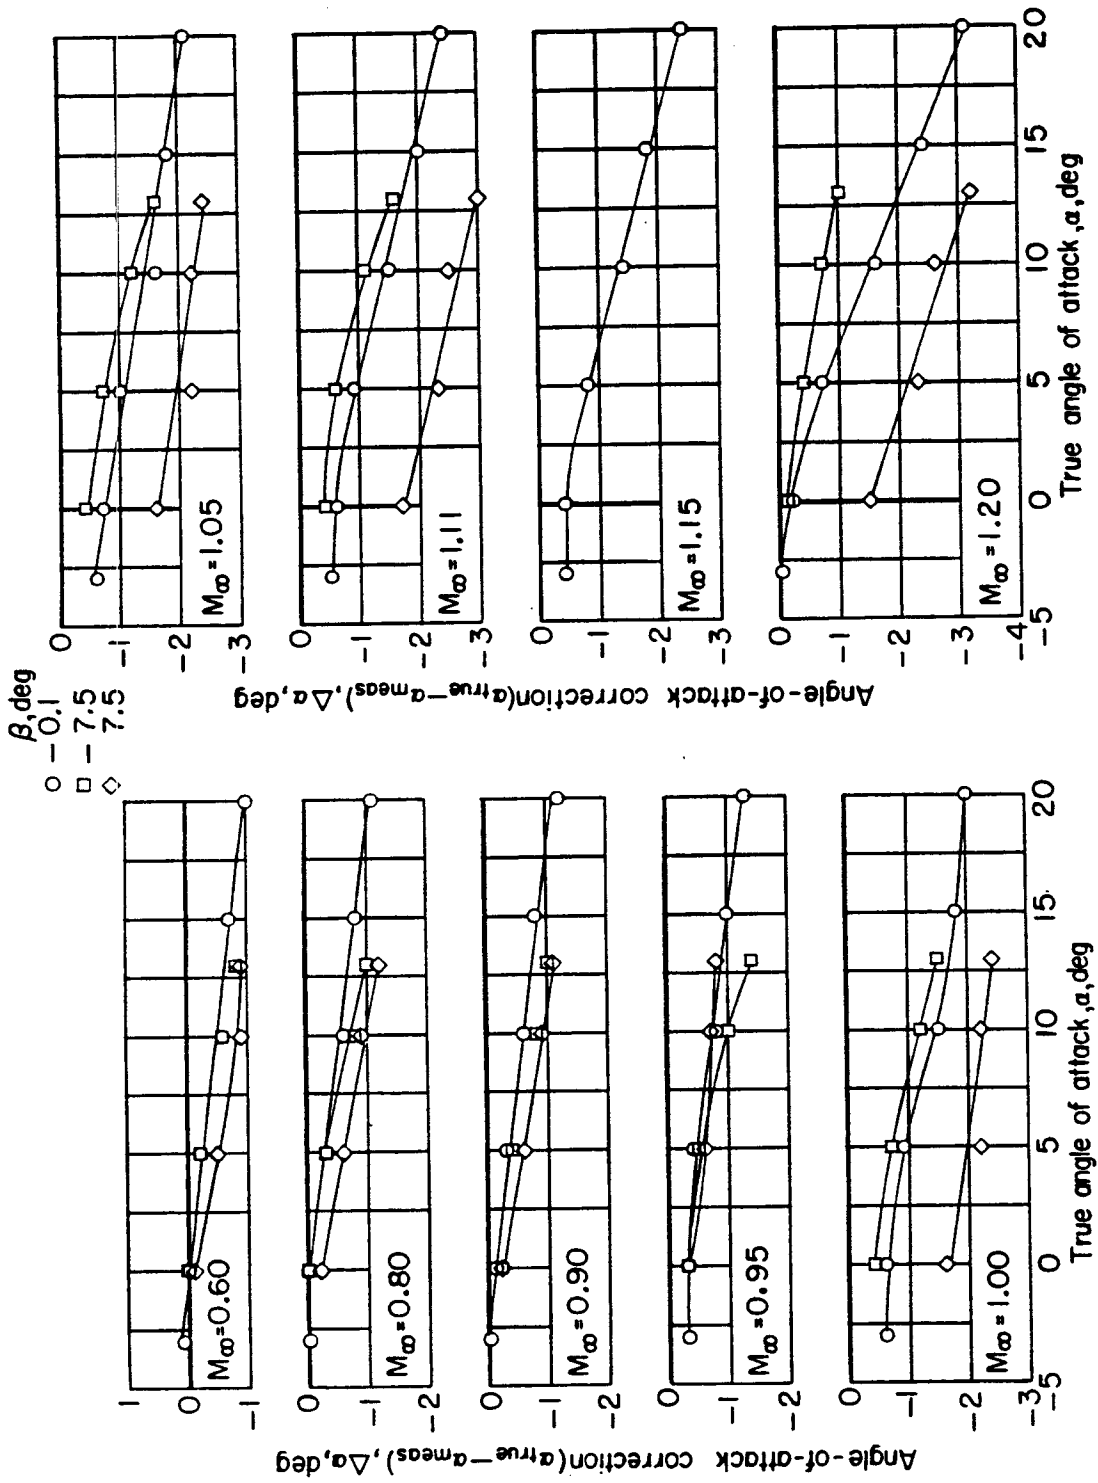 β,deg
○ −0.1
□ −7.5
◇ 7.5
1
0
−1
M∞=0.60
0
−1
−2
M∞=0.80
0
−1
−2
M∞=0.90
0
−1
−2
M∞=0.95
0
−1
−2
−3
M∞=1.00
−5 0 5 10 15 20
True angle of attack,α,deg
Angle-of-attack correction(αtrue−αmeas),Δα,deg
0
−1
−2
−3
M∞=1.05
0
−1
−2
−3
M∞=1.11
0
−1
−2
−3
M∞=1.15
0
−1
−2
−3
−4
M∞=1.20
−5 0 5 10 15 20
True angle of attack,α,deg
Angle-of-attack correction(αtrue−αmeas),Δα,deg